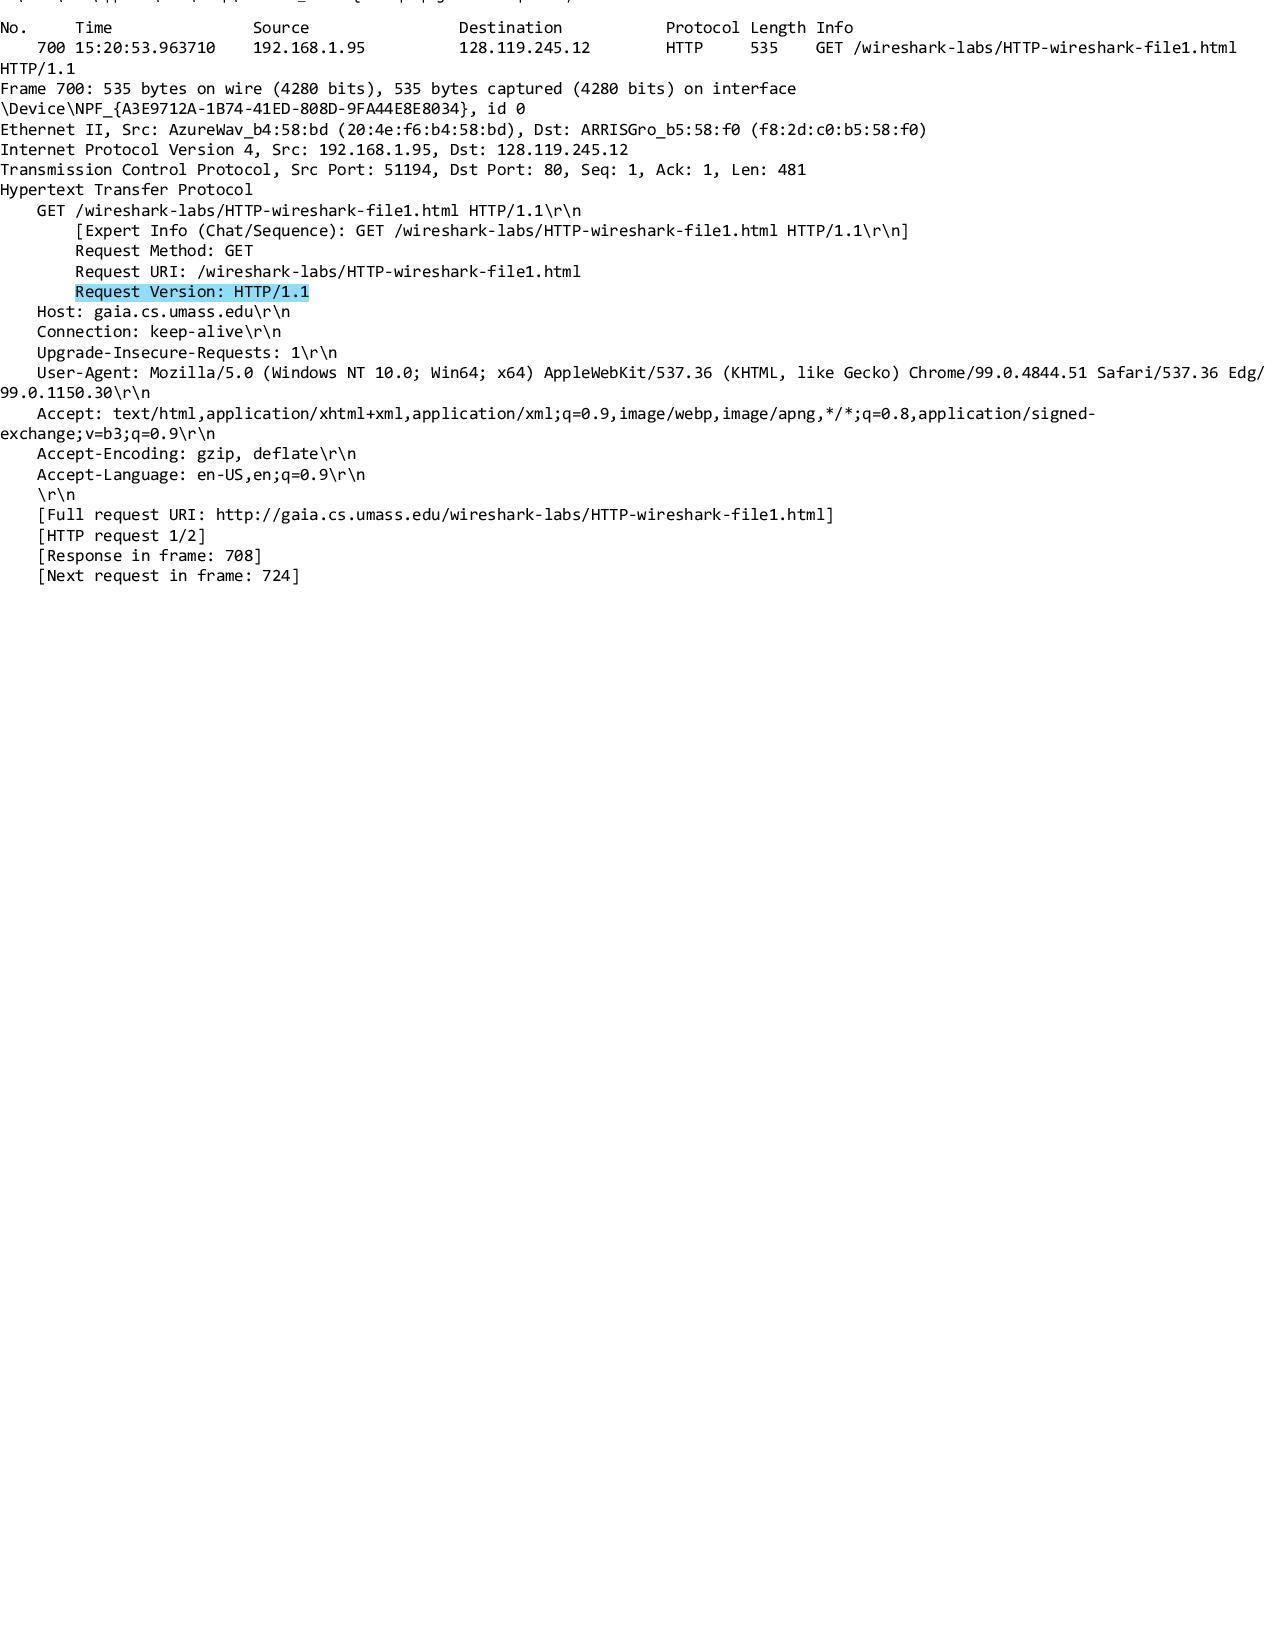 No.     Time               Source                Destination           Protocol Length Info
    700 15:20:53.963710    192.168.1.95          128.119.245.12        HTTP     535    GET /wireshark-labs/HTTP-wireshark-file1.html
HTTP/1.1
Frame 700: 535 bytes on wire (4280 bits), 535 bytes captured (4280 bits) on interface
\Device\NPF_{A3E9712A-1B74-41ED-808D-9FA44E8E8034}, id 0
Ethernet II, Src: AzureWav_b4:58:bd (20:4e:f6:b4:58:bd), Dst: ARRISGro_b5:58:f0 (f8:2d:c0:b5:58:f0)
Internet Protocol Version 4, Src: 192.168.1.95, Dst: 128.119.245.12
Transmission Control Protocol, Src Port: 51194, Dst Port: 80, Seq: 1, Ack: 1, Len: 481
Hypertext Transfer Protocol
    GET /wireshark-labs/HTTP-wireshark-file1.html HTTP/1.1\r\n
        [Expert Info (Chat/Sequence): GET /wireshark-labs/HTTP-wireshark-file1.html HTTP/1.1\r\n]
        Request Method: GET
        Request URI: /wireshark-labs/HTTP-wireshark-file1.html
        Request Version: HTTP/1.1
    Host: gaia.cs.umass.edu\r\n
    Connection: keep-alive\r\n
    Upgrade-Insecure-Requests: 1\r\n
    User-Agent: Mozilla/5.0 (Windows NT 10.0; Win64; x64) AppleWebKit/537.36 (KHTML, like Gecko) Chrome/99.0.4844.51 Safari/537.36 Edg/
99.0.1150.30\r\n
    Accept: text/html,application/xhtml+xml,application/xml;q=0.9,image/webp,image/apng,*/*;q=0.8,application/signed-
exchange;v=b3;q=0.9\r\n
    Accept-Encoding: gzip, deflate\r\n
    Accept-Language: en-US,en;q=0.9\r\n
    \r\n
    [Full request URI: http://gaia.cs.umass.edu/wireshark-labs/HTTP-wireshark-file1.html]
    [HTTP request 1/2]
    [Response in frame: 708]
    [Next request in frame: 724]